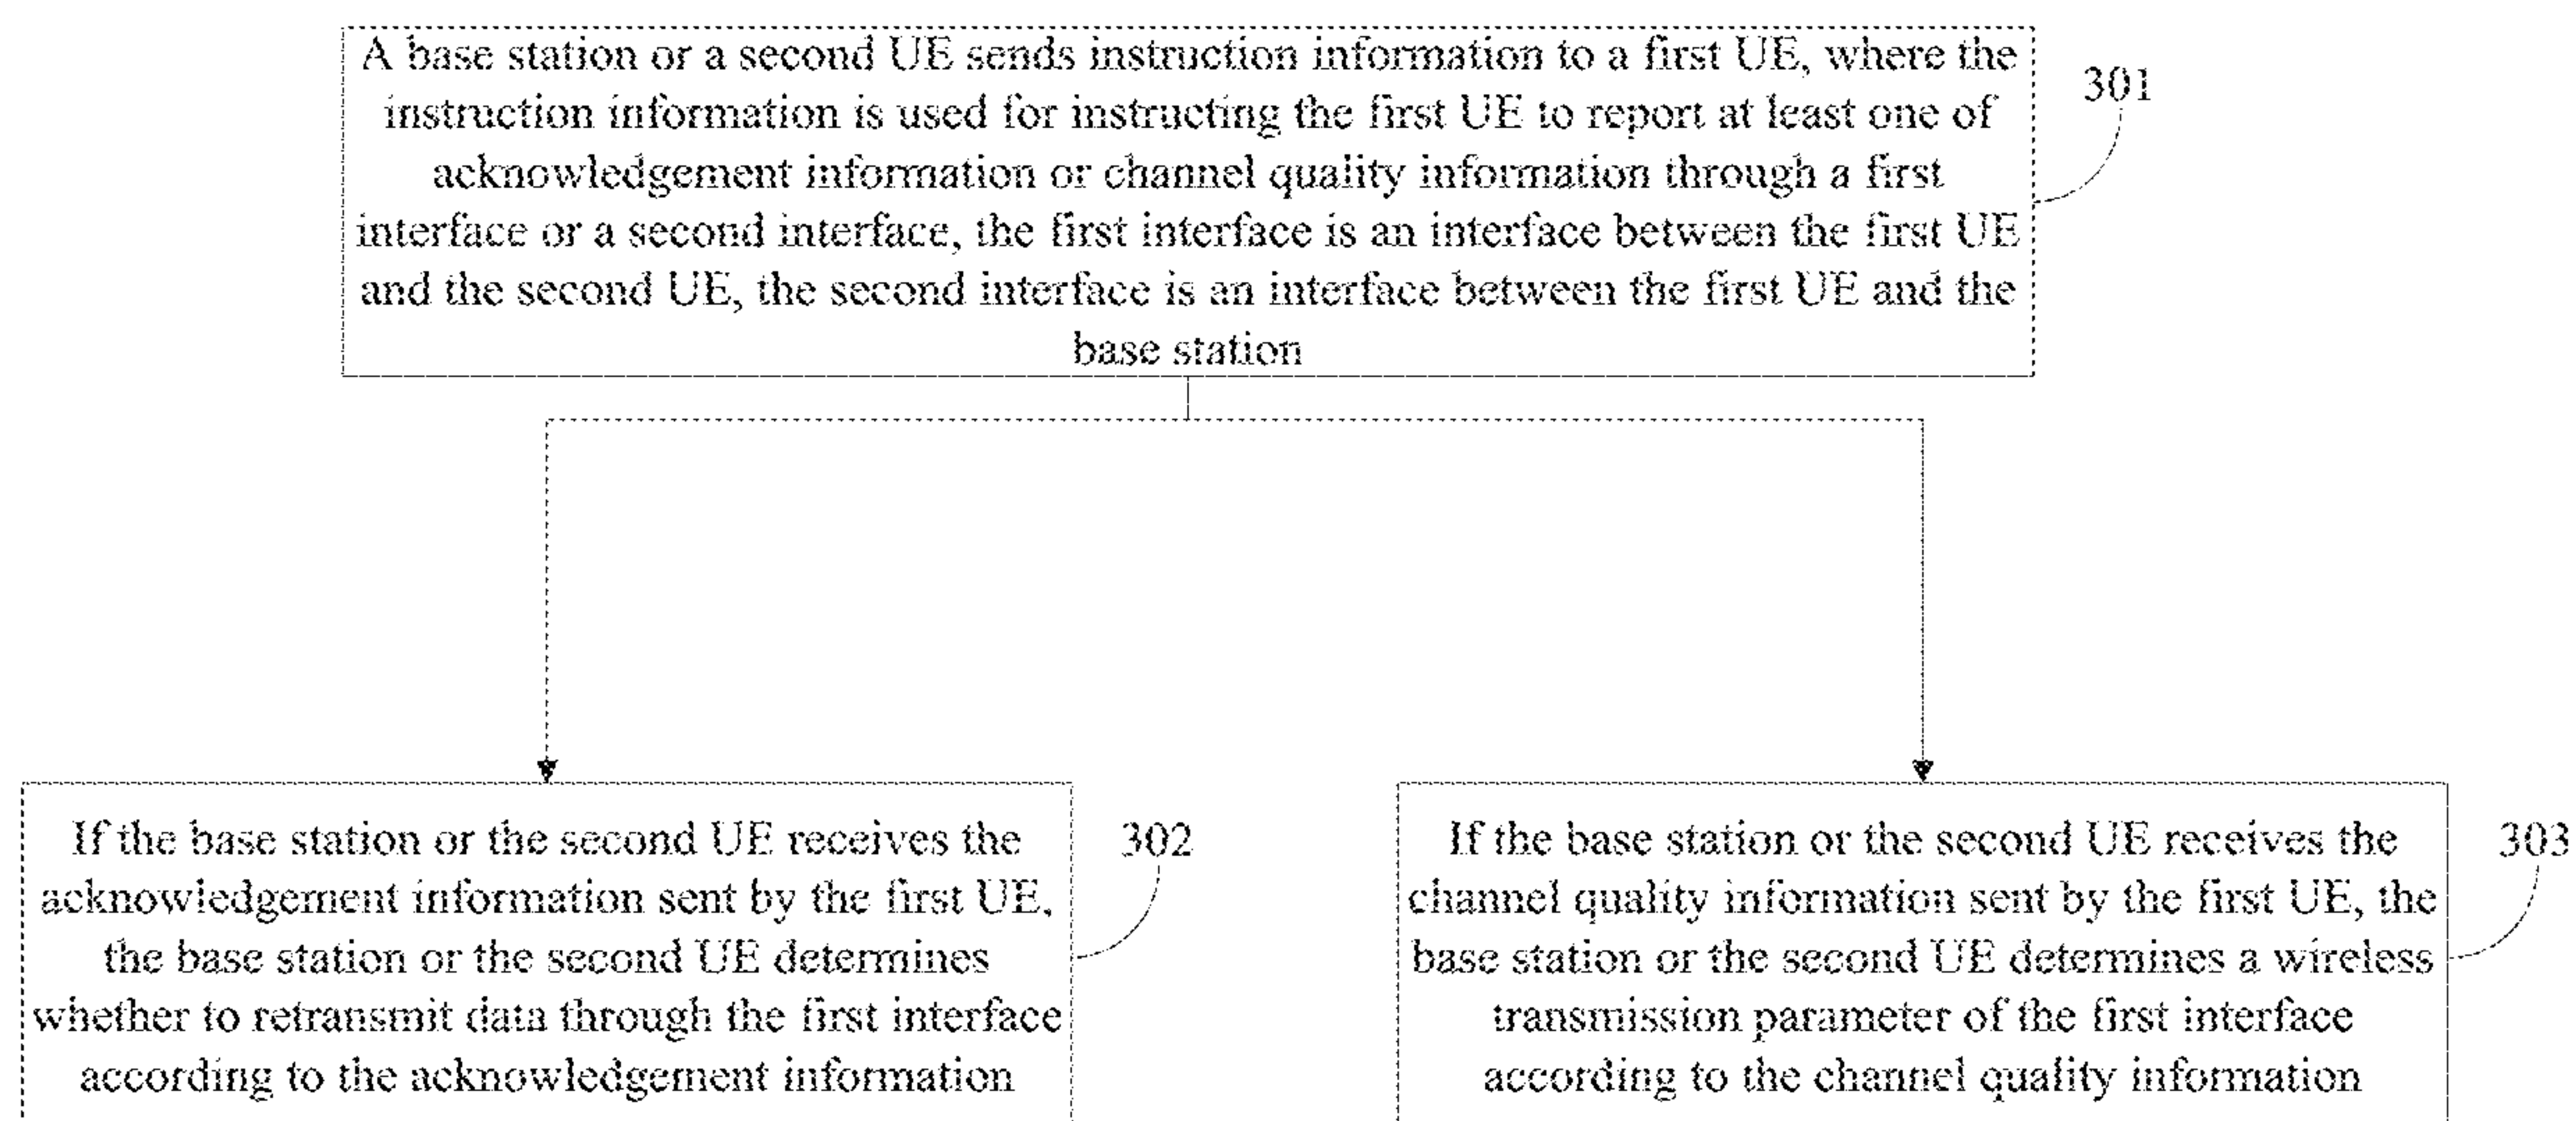 A base station or a second UE sends instruction information to a first UE, where the
instruction information is used for instructing the first UE to report at least one of
acknowledgement information or channel quality information through a first
interface or a second interface, the first interface is an interface between the first UE
and the second UE, the second interface is an interface between the first UE and the
base station
301
If the base station or the second UE receives the
acknowledgement information sent by the first UE,
the base station or the second UE determines
whether to retransmit data through the first interface
according to the acknowledgement information
302
If the base station or the second UE receives the
channel quality information sent by the first UE, the
base station or the second UE determines a wireless
transmission parameter of the first interface
according to the channel quality information
303